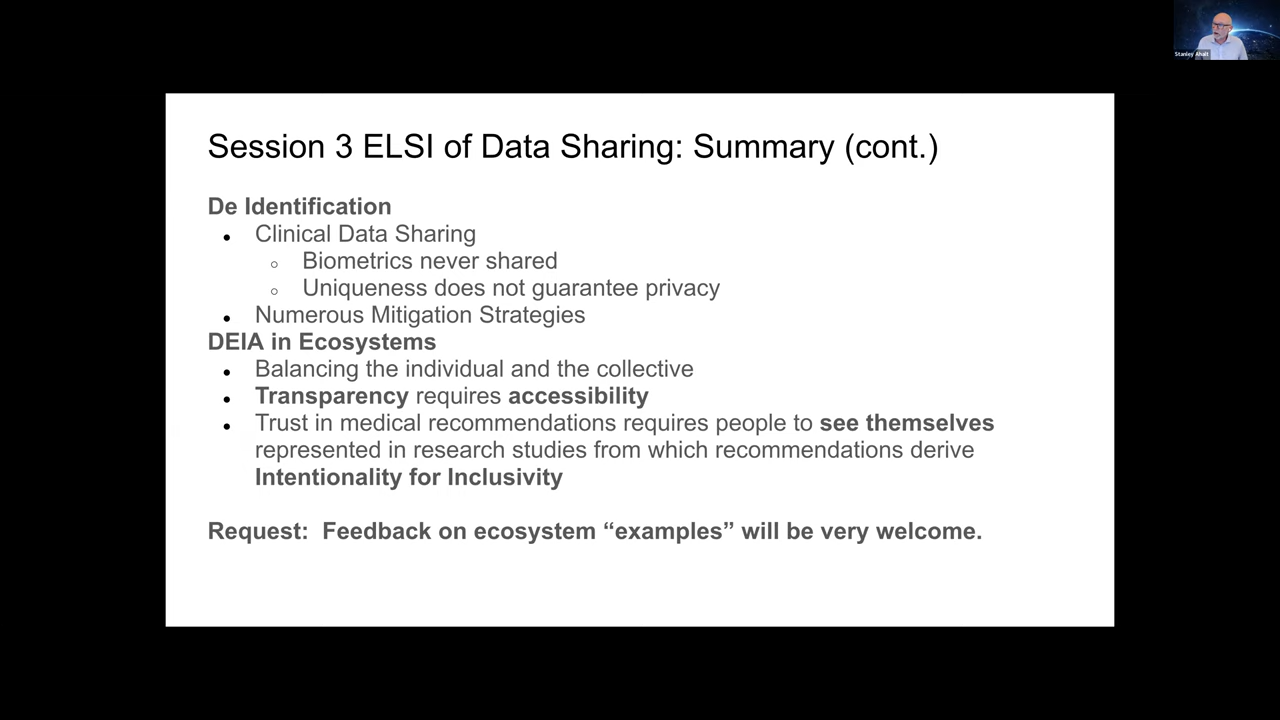 Stanley Ahalt
Session 3 ELSI of Data Sharing: Summary (cont.)
De Identification
Clinical Data Sharing
Biometrics never shared
Uniqueness does not guarantee privacy
Numerous Mitigation Strategies
DEIA in Ecosystems
Balancing the individual and the collective
Transparency requires accessibility
Trust in medical recommendations requires people to see themselves
represented in research studies from which recommendations derive
Intentionality for Inclusivity
Request:  Feedback on ecosystem “examples” will be very welcome.